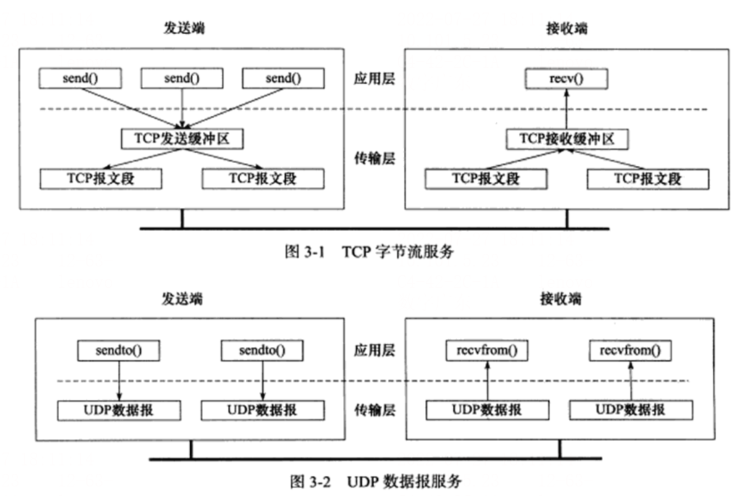 发送端 接收端
send() send() send() 应用层 recv()
TCP发送缓冲区 TCP接收缓冲区
传输层
TCP报文段 TCP报文段 TCP报文段 TCP报文段
图 3-1 TCP 字节流服务
发送端 接收端
sendto() sendto() 应用层 recvfrom() recvfrom()
UDP数据报 UDP数据报 传输层 UDP数据报 UDP数据报
图 3-2 UDP 数据报服务